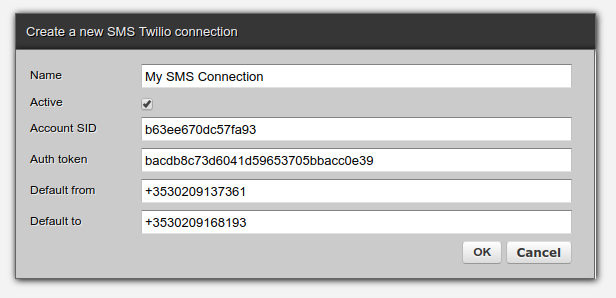 Create a new SMS Twilio connection
Name My SMS Connection
Active
Account SID b63ee670dc57fa93
Auth token bacdb8c73d6041d59653705bbacc0e39
Default from +3530209137361
Default to +3530209168193
OK Cancel